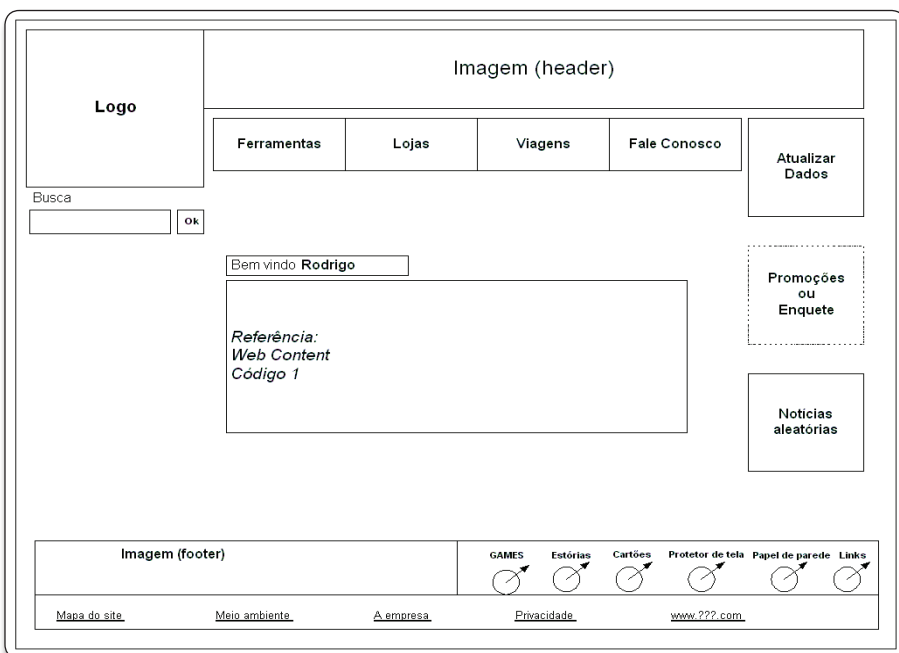 Imagem (header)
Logo
Ferramentas
Lojas
Viagens
Fale Conosco
Atualizar
Dados
Busca
Ok
Bem vindo Rodrigo
Promoções
ou
Enquete
Referência:
Web Content
Código 1
Notícias
aleatórias
Imagem (footer)
GAMES
Estórias
Cartões
Protetor de tela
Papel de parede
Links
Mapa do site
Meio ambiente
A empresa
Privacidade
www.???.com